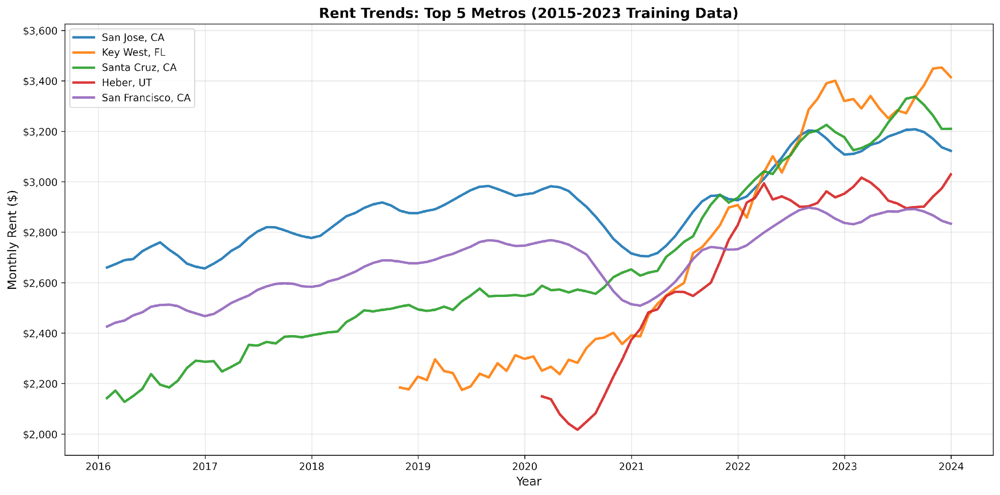 Rent Trends: Top 5 Metros (2015-2023 Training Data)
San Jose, CA
Key West, FL
Santa Cruz, CA
Heber, UT
San Francisco, CA
$3,600
$3,400
$3,200
$3,000
$2,800
$2,600
$2,400
$2,200
$2,000
Monthly Rent ($)
2016 2017 2018 2019 2020 2021 2022 2023 2024
Year